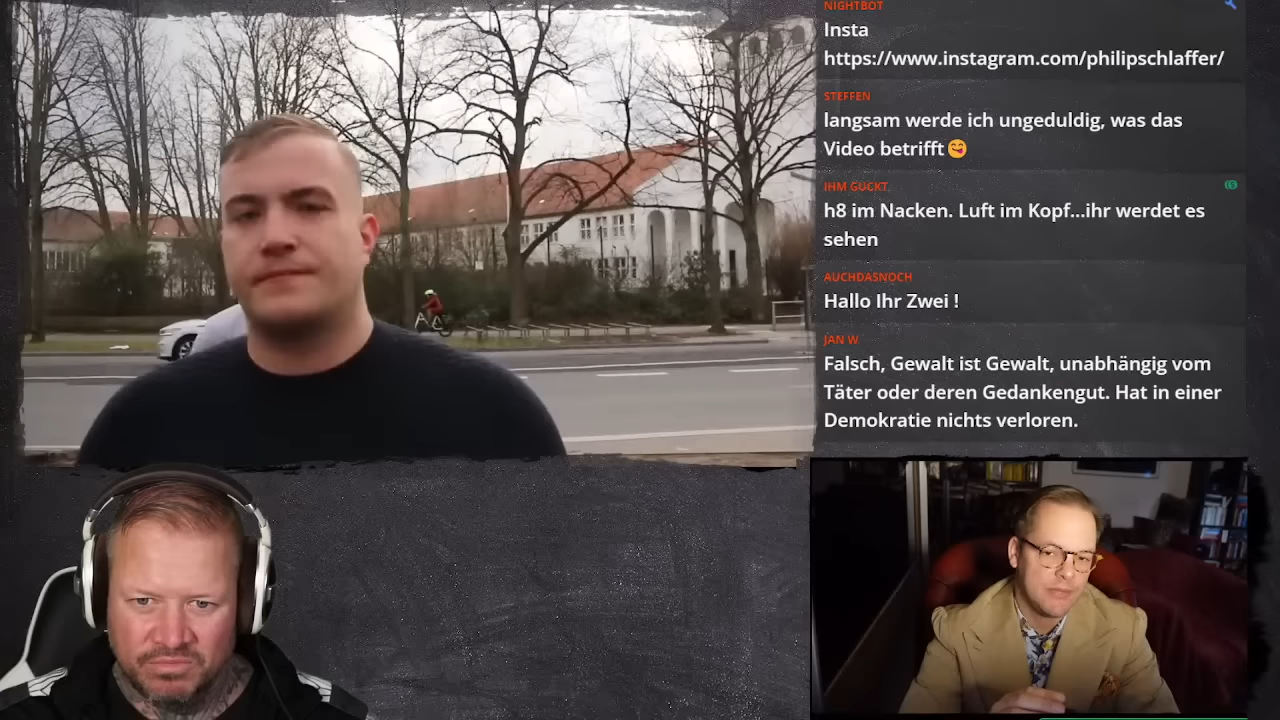 NIGHTBOT
Insta
https://www.instagram.com/philipschlaffer/
STEFFEN
langsam werde ich ungeduldig, was das
Video betrifft😋
IHM GUCKT
h8 im Nacken. Luft im Kopf...ihr werdet es
sehen
AUCHDASNOCH
Hallo Ihr Zwei !
JAN W.
Falsch, Gewalt ist Gewalt, unabhängig vom
Täter oder deren Gedankengut. Hat in einer
Demokratie nichts verloren.